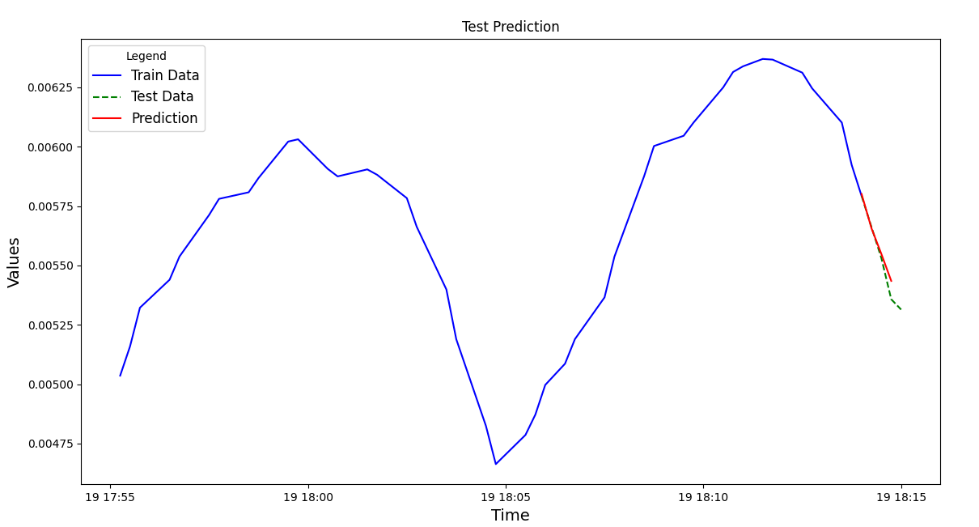 Test Prediction
Legend
Train Data
Test Data
Prediction
Values
0.00625
0.00600
0.00575
0.00550
0.00525
0.00500
0.00475
19 17:55
19 18:00
19 18:05
19 18:10
19 18:15
Time